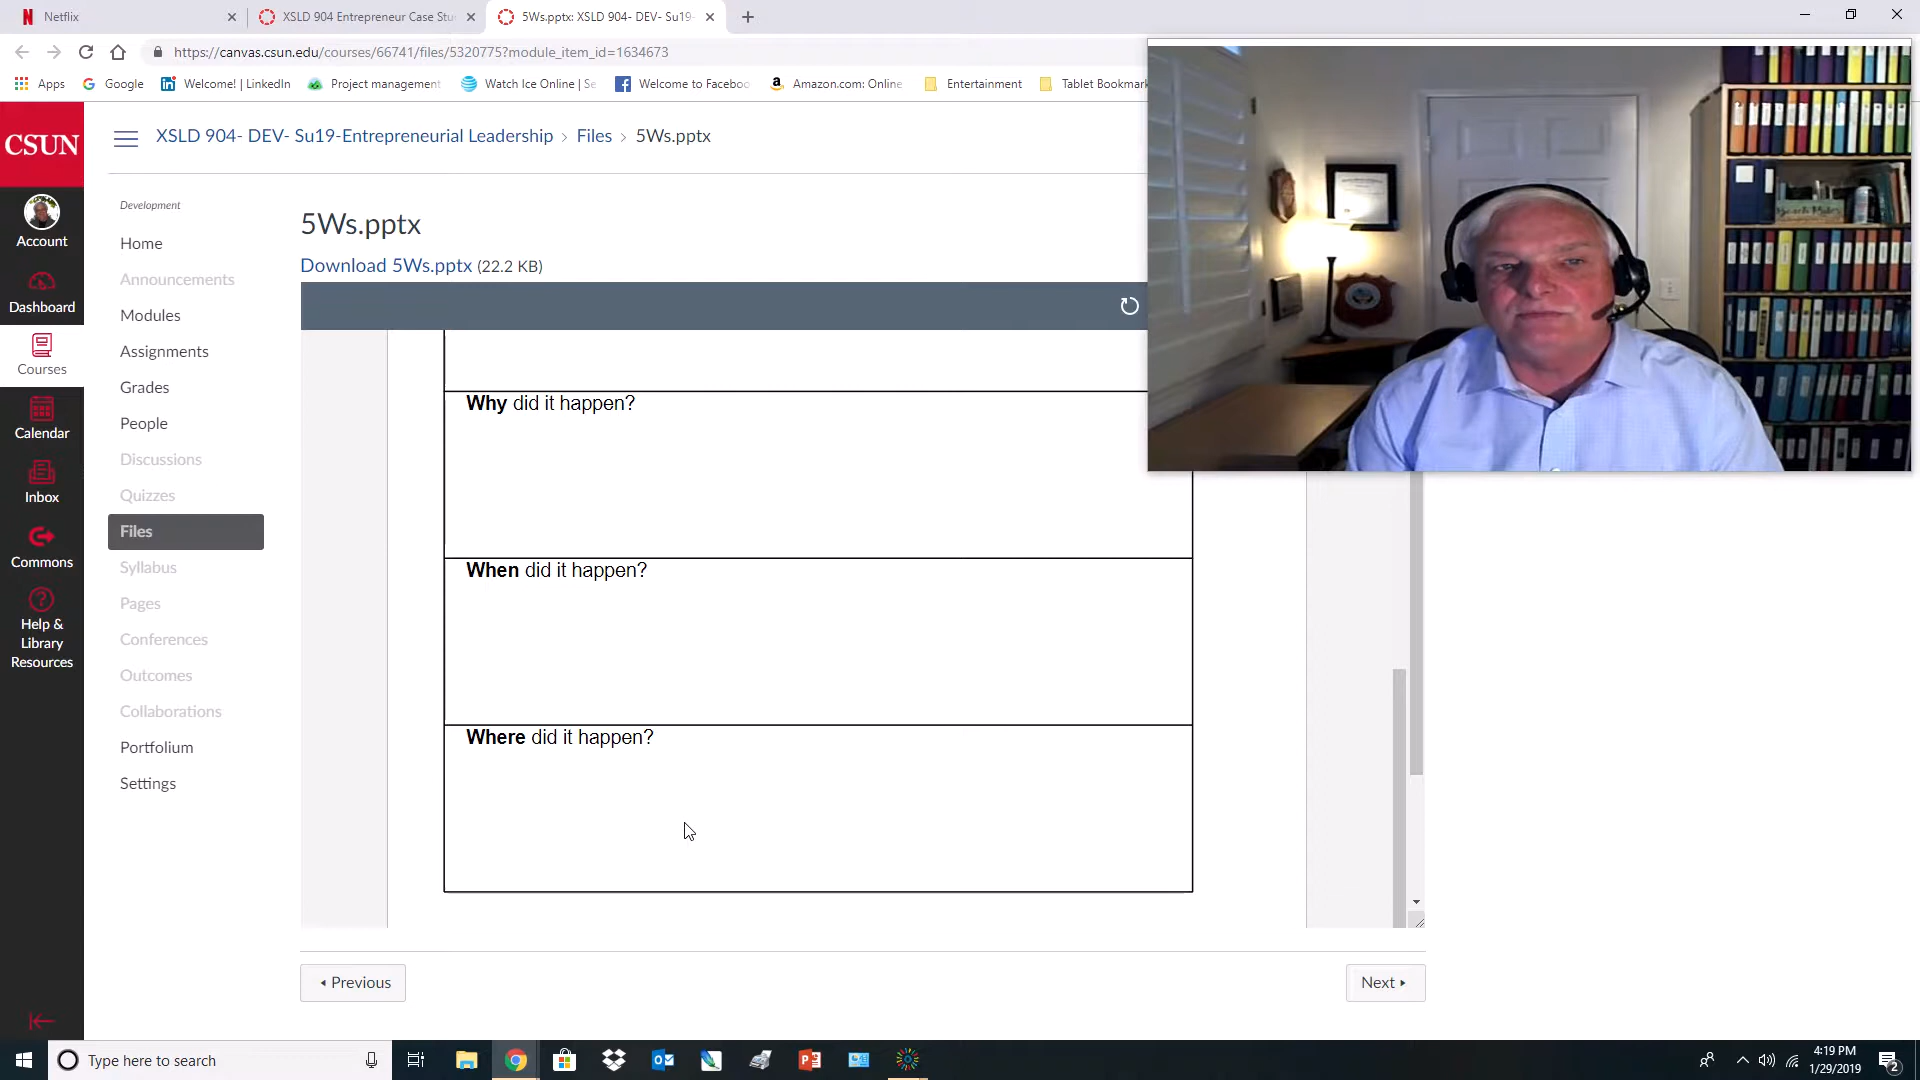 Netflix
XSLD 904 Entrepreneur Case Stu
5Ws.pptx: XSLD 904- DEV- Su19-
https://canvas.csun.edu/courses/66741/files/5320775?module_item_id=1634673
Apps
Google
Welcome! | LinkedIn
Project management
Watch Ice Online | Se
Welcome to Faceboo
Amazon.com: Online
Entertainment
Tablet Bookmark
CSUN
XSLD 904- DEV- Su19-Entrepreneurial Leadership › Files › 5Ws.pptx
Account
Dashboard
Courses
Calendar
Inbox
Commons
Help &
Library
Resources
Development
Home
Announcements
Modules
Assignments
Grades
People
Discussions
Quizzes
Files
Syllabus
Pages
Conferences
Outcomes
Collaborations
Portfolium
Settings
5Ws.pptx
Download 5Ws.pptx (22.2 KB)
Why did it happen?
When did it happen?
Where did it happen?
Previous
Next
Type here to search
4:19 PM
1/29/2019
2